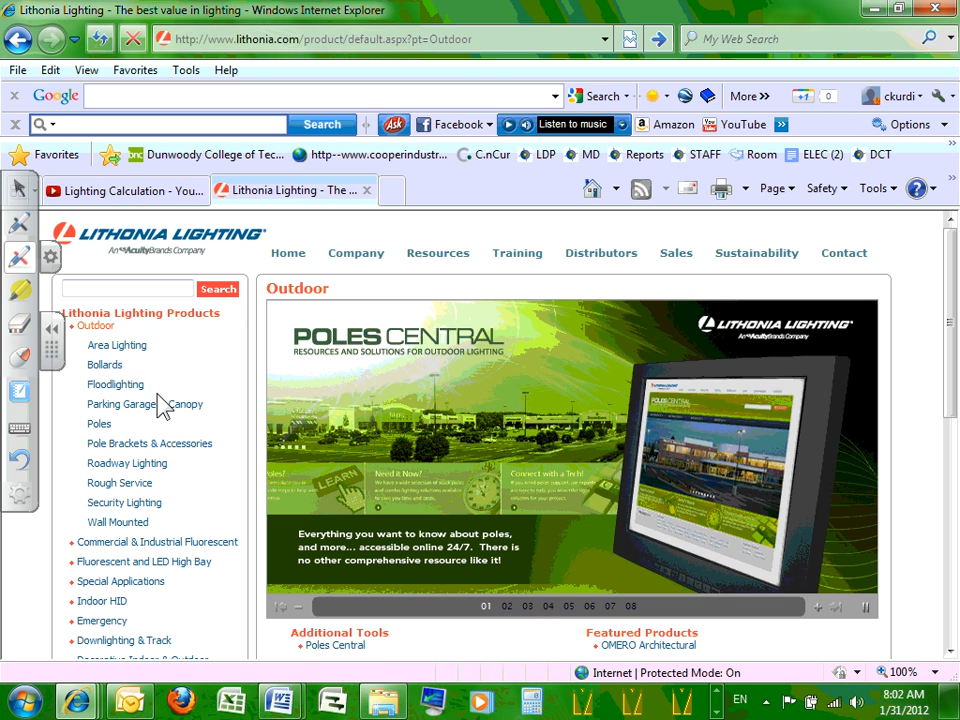 Lithonia Lighting - The best value in lighting - Windows Internet Explorer
http://www.lithonia.com/product/default.aspx?pt=Outdoor
My Web Search
File Edit View Favorites Tools Help
x Google Search +1 0 More >> ckurdi
x Search Ask Facebook Listen to music Amazon YouTube >> Options
Favorites Dunwoody College of Tec... http--www.cooperindustr... C.nCur LDP MD Reports STAFF Room ELEC (2) DCT
Lighting Calculation - You... Lithonia Lighting - The ... x Page Safety Tools
LITHONIA LIGHTING®
An AcuityBrands Company
Home Company Resources Training Distributors Sales Sustainability Contact
Search
Lithonia Lighting Products
Outdoor
Area Lighting
Bollards
Floodlighting
Parking Garage Canopy
Poles
Pole Brackets & Accessories
Roadway Lighting
Rough Service
Security Lighting
Wall Mounted
Commercial & Industrial Fluorescent
Fluorescent and LED High Bay
Special Applications
Indoor HID
Emergency
Downlighting & Track
Decorative Indoor & Outdoor
Outdoor
POLESCENTRAL
RESOURCES AND SOLUTIONS FOR OUTDOOR LIGHTING
LITHONIA LIGHTING®
An AcuityBrands Company
POLESCENTRAL
Poles?
LEARN
Need it Now?
Connect with a Tech!
Everything you want to know about poles,
and more... accessible online 24/7. There is
no other comprehensive resource like it!
01 02 03 04 05 06 07 08
Additional Tools
Poles Central
Featured Products
OMERO Architectural
Internet | Protected Mode: On 100%
EN 8:02 AM
1/31/2012